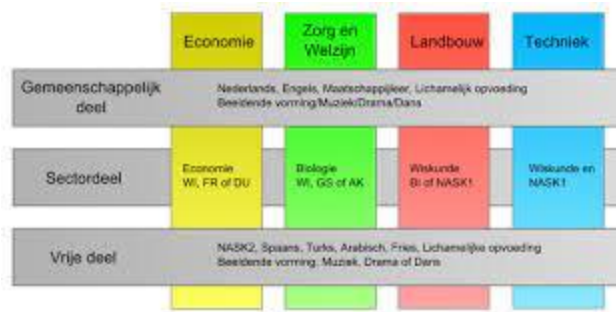 Economie
Zorg en
Welzijn
Landbouw
Techniek
Gemeenschappelijk
deel
Nederlands, Engels, Maatschappijleer, Lichamelijk opvoeding
Beeldende vorming/Muziek/Drama/Dans
Sectordeel
Economie
WI, FR of DU
Biologie
WI, GS of AK
Wiskunde
BI of NASK1
Wiskunde en
NASK1
Vrije deel
NASK2, Spaans, Turks, Arabisch, Fries, Lichamelijke opvoeding
Beeldende vorming, Muziek, Drama of Dans